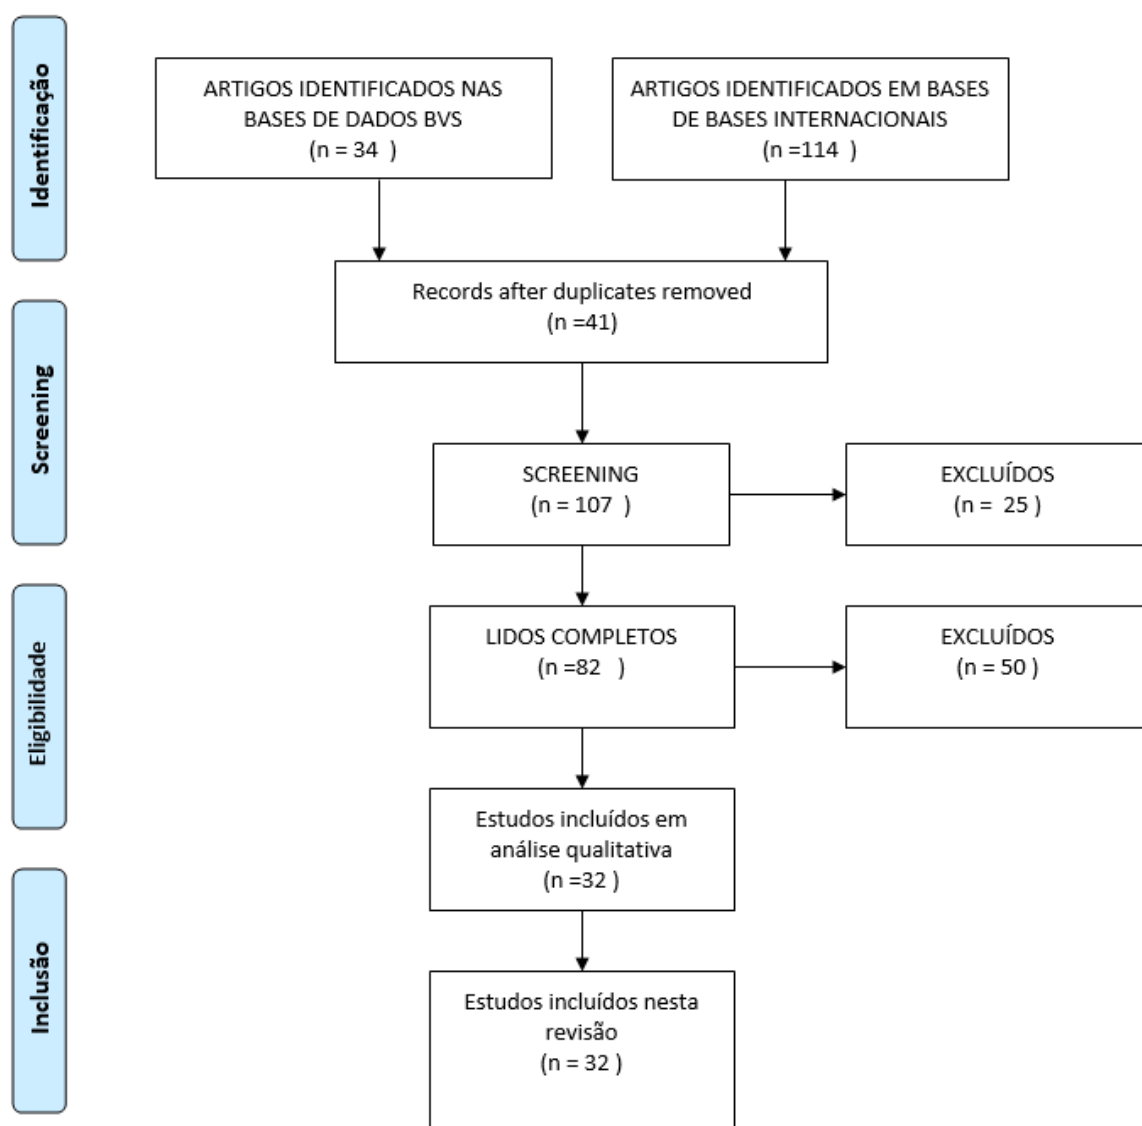 Identificação
ARTIGOS IDENTIFICADOS NAS
BASES DE DADOS BVS
(n = 34 )
ARTIGOS IDENTIFICADOS EM BASES
DE BASES INTERNACIONAIS
(n =114 )
Records after duplicates removed
(n =41)
Screening
SCREENING
(n = 107 )
EXCLUÍDOS
(n = 25 )
Eligibilidade
LIDOS COMPLETOS
(n =82 )
EXCLUÍDOS
(n = 50 )
Estudos incluídos em
análise qualitativa
(n =32 )
Inclusão
Estudos incluídos nesta
revisão
(n = 32 )